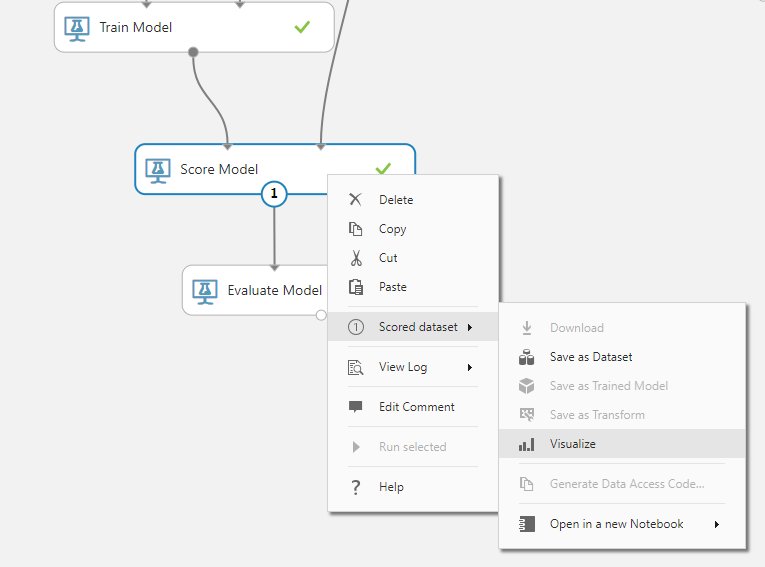 Train Model
Score Model
1
Evaluate Model
Delete
Copy
Cut
Paste
1 Scored dataset
View Log
Edit Comment
Run selected
? Help
Download
Save as Dataset
Save as Trained Model
Save as Transform
Visualize
Generate Data Access Code...
Open in a new Notebook